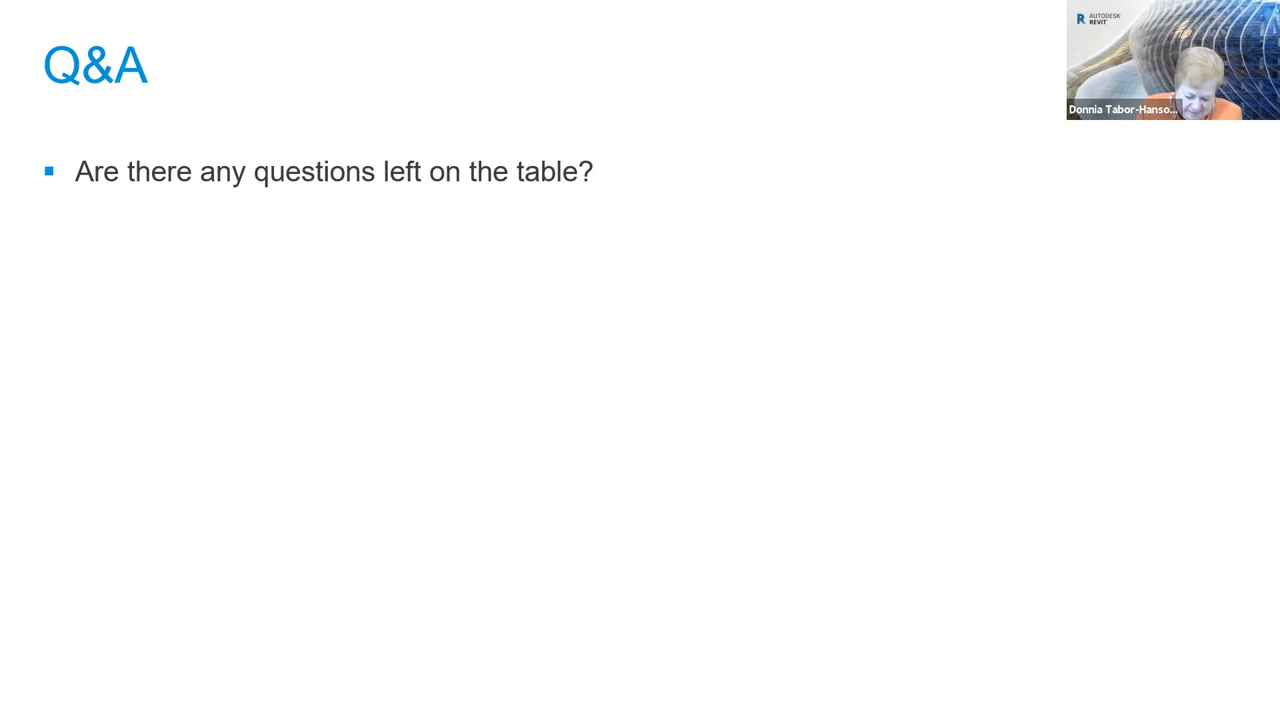 Q&A
Are there any questions left on the table?
AUTODESK
REVIT
Donnia Tabor-Hanso...